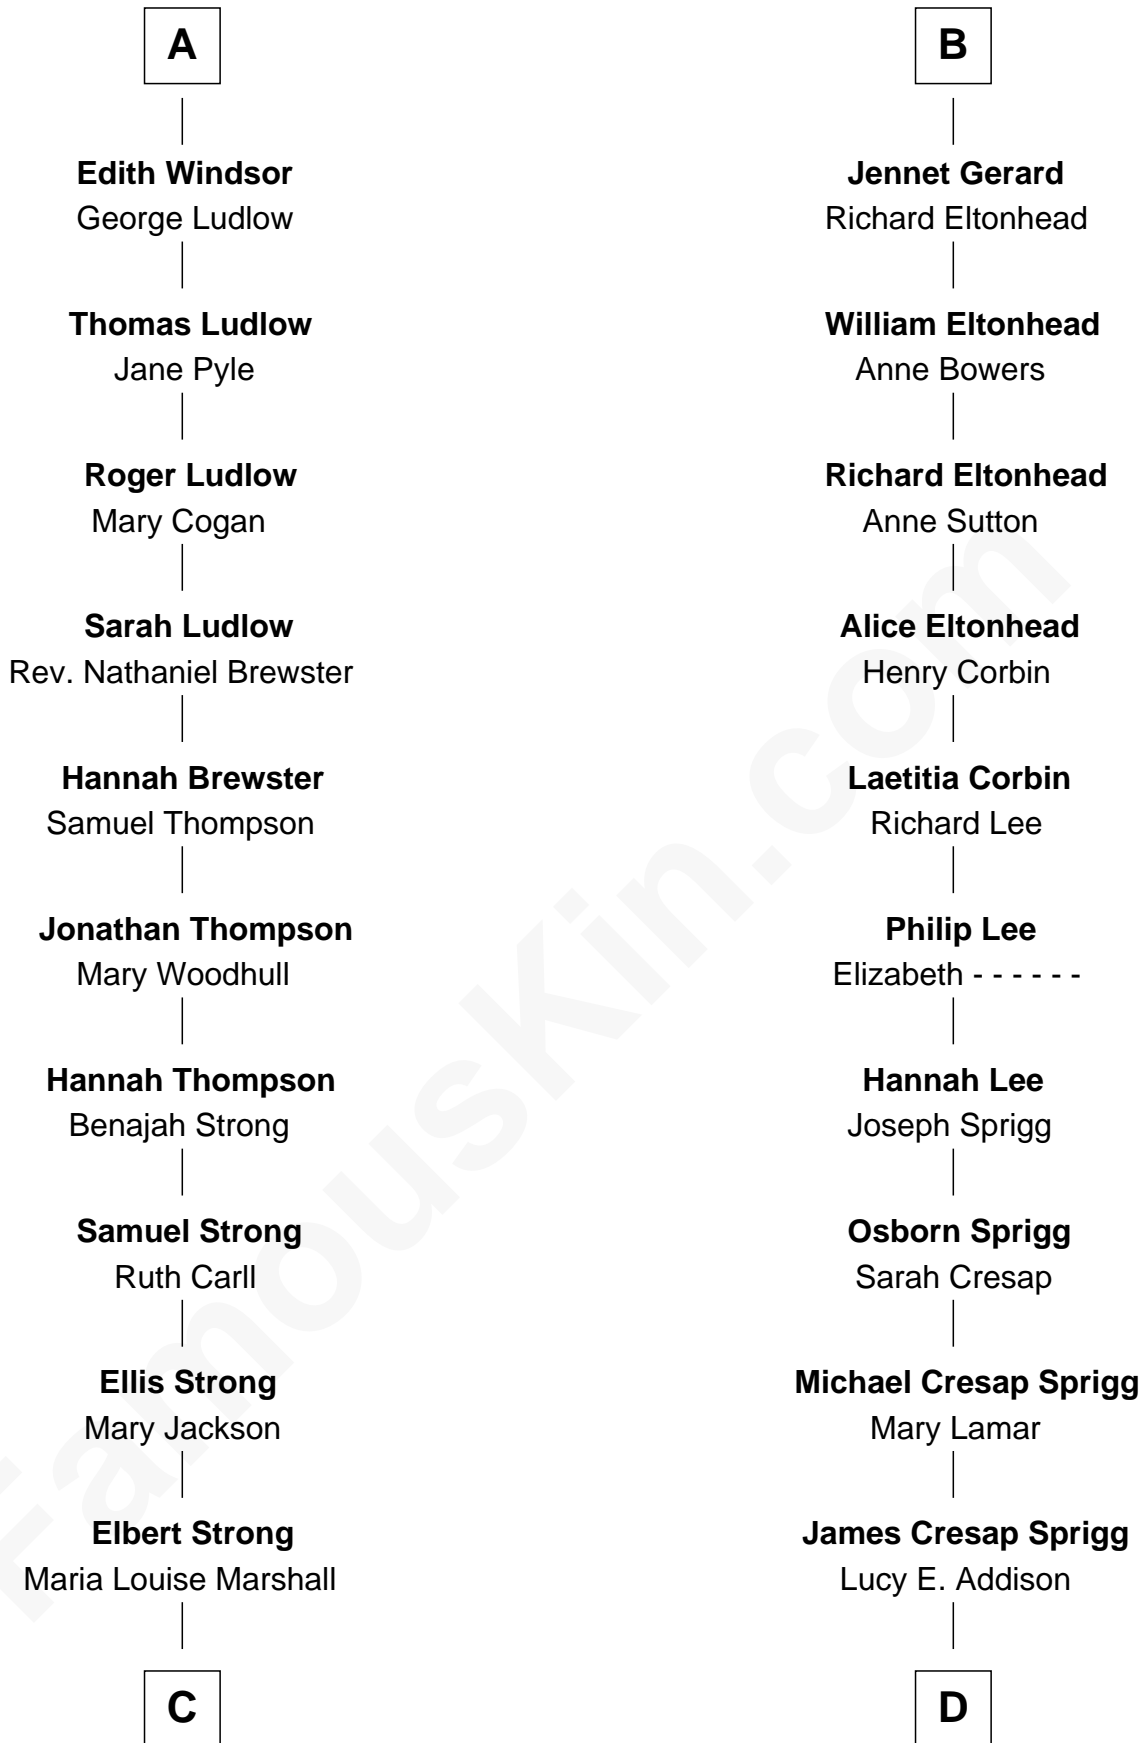 A
Edith Windsor
George Ludlow
Thomas Ludlow
Jane Pyle
Roger Ludlow
Mary Cogan
Sarah Ludlow
Rev. Nathaniel Brewster
Hannah Brewster
Samuel Thompson
Jonathan Thompson
Mary Woodhull
Hannah Thompson
Benajah Strong
Samuel Strong
Ruth Carll
Ellis Strong
Mary Jackson
Elbert Strong
Maria Louise Marshall
C
B
Jennet Gerard
Richard Eltonhead
William Eltonhead
Anne Bowers
Richard Eltonhead
Anne Sutton
Alice Eltonhead
Henry Corbin
Laetitia Corbin
Richard Lee
Philip Lee
Elizabeth - - - - - -
Hannah Lee
Joseph Sprigg
Osborn Sprigg
Sarah Cresap
Michael Cresap Sprigg
Mary Lamar
James Cresap Sprigg
Lucy E. Addison
D
FamousKin.com